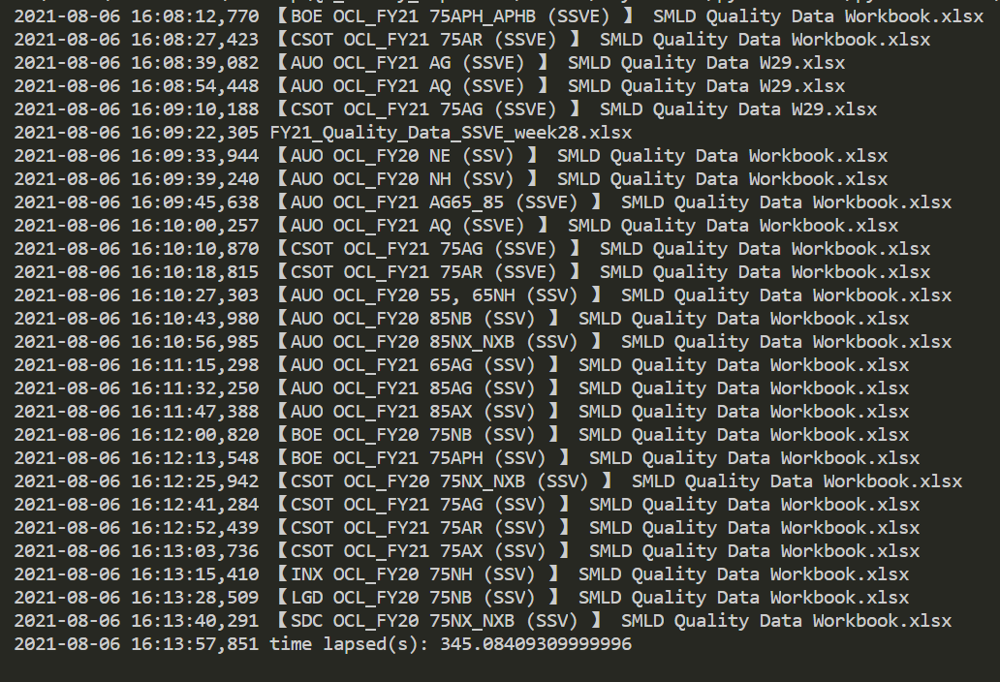 2021-08-06 16:08:12,770 【BOE OCL_FY21 75APH_APHB (SSVE) 】 SMLD Quality Data Workbook.xlsx
2021-08-06 16:08:27,423 【CSOT OCL_FY21 75AR (SSVE) 】 SMLD Quality Data Workbook.xlsx
2021-08-06 16:08:39,082 【AUO OCL_FY21 AG (SSVE) 】 SMLD Quality Data W29.xlsx
2021-08-06 16:08:54,448 【AUO OCL_FY21 AQ (SSVE) 】 SMLD Quality Data W29.xlsx
2021-08-06 16:09:10,188 【CSOT OCL_FY21 75AG (SSVE) 】 SMLD Quality Data W29.xlsx
2021-08-06 16:09:22,305 FY21_Quality_Data_SSVE_week28.xlsx
2021-08-06 16:09:33,944 【AUO OCL_FY20 NE (SSV) 】 SMLD Quality Data Workbook.xlsx
2021-08-06 16:09:39,240 【AUO OCL_FY20 NH (SSV) 】 SMLD Quality Data Workbook.xlsx
2021-08-06 16:09:45,638 【AUO OCL_FY21 AG65_85 (SSVE) 】 SMLD Quality Data Workbook.xlsx
2021-08-06 16:10:00,257 【AUO OCL_FY21 AQ (SSVE) 】 SMLD Quality Data Workbook.xlsx
2021-08-06 16:10:10,870 【CSOT OCL_FY21 75AG (SSVE) 】 SMLD Quality Data Workbook.xlsx
2021-08-06 16:10:18,815 【CSOT OCL_FY21 75AR (SSVE) 】 SMLD Quality Data Workbook.xlsx
2021-08-06 16:10:27,303 【AUO OCL_FY20 55, 65NH (SSV) 】 SMLD Quality Data Workbook.xlsx
2021-08-06 16:10:43,980 【AUO OCL_FY20 85NB (SSV) 】 SMLD Quality Data Workbook.xlsx
2021-08-06 16:10:56,985 【AUO OCL_FY20 85NX_NXB (SSV) 】 SMLD Quality Data Workbook.xlsx
2021-08-06 16:11:15,298 【AUO OCL_FY21 65AG (SSV) 】 SMLD Quality Data Workbook.xlsx
2021-08-06 16:11:32,250 【AUO OCL_FY21 85AG (SSV) 】 SMLD Quality Data Workbook.xlsx
2021-08-06 16:11:47,388 【AUO OCL_FY21 85AX (SSV) 】 SMLD Quality Data Workbook.xlsx
2021-08-06 16:12:00,820 【BOE OCL_FY20 75NB (SSV) 】 SMLD Quality Data Workbook.xlsx
2021-08-06 16:12:13,548 【BOE OCL_FY21 75APH (SSV) 】 SMLD Quality Data Workbook.xlsx
2021-08-06 16:12:25,942 【CSOT OCL_FY20 75NX_NXB (SSV) 】 SMLD Quality Data Workbook.xlsx
2021-08-06 16:12:41,284 【CSOT OCL_FY21 75AG (SSV) 】 SMLD Quality Data Workbook.xlsx
2021-08-06 16:12:52,439 【CSOT OCL_FY21 75AR (SSV) 】 SMLD Quality Data Workbook.xlsx
2021-08-06 16:13:03,736 【CSOT OCL_FY21 75AX (SSV) 】 SMLD Quality Data Workbook.xlsx
2021-08-06 16:13:15,410 【INX OCL_FY20 75NH (SSV) 】 SMLD Quality Data Workbook.xlsx
2021-08-06 16:13:28,509 【LGD OCL_FY20 75NB (SSV) 】 SMLD Quality Data Workbook.xlsx
2021-08-06 16:13:40,291 【SDC OCL_FY20 75NX_NXB (SSV) 】 SMLD Quality Data Workbook.xlsx
2021-08-06 16:13:57,851 time lapsed(s): 345.08409309999996